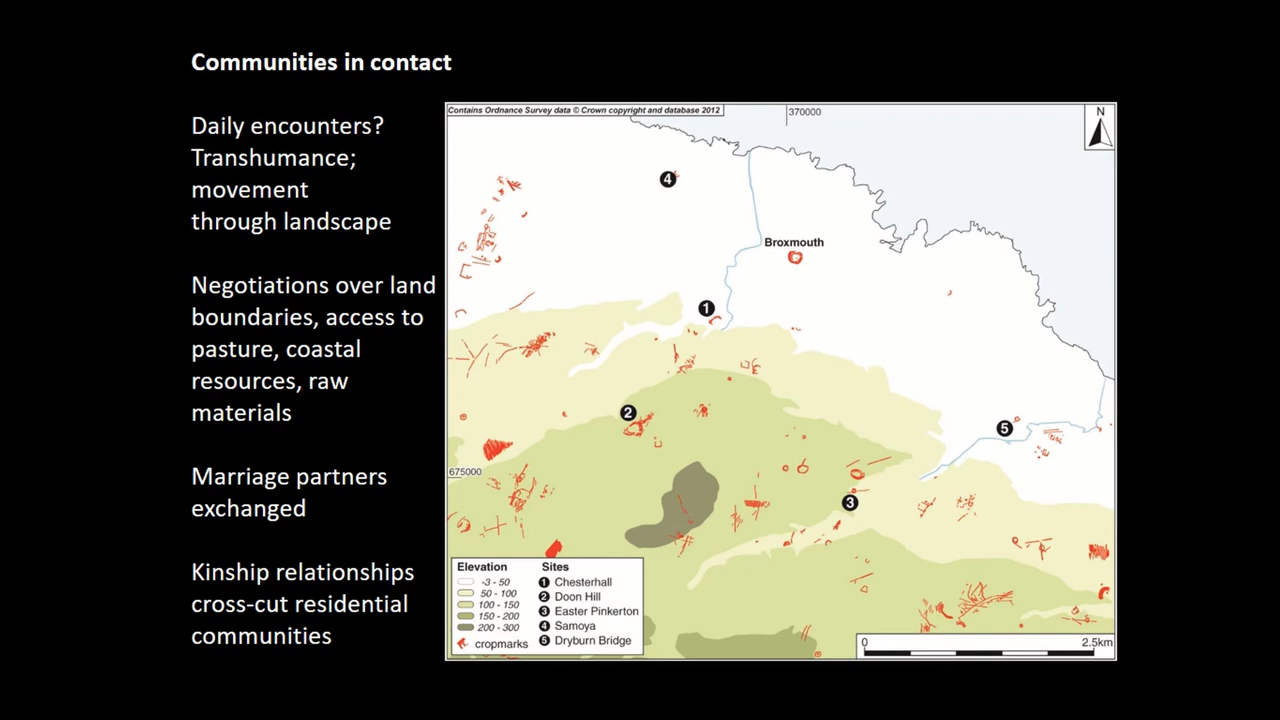 Communities in contact
Daily encounters?
Transhumance;
movement
through landscape
Negotiations over land
boundaries, access to
pasture, coastal
resources, raw
materials
Marriage partners
exchanged
Kinship relationships
cross-cut residential
communities
Contains Ordnance Survey data © Crown copyright and database 2012
370000
N
4
Broxmouth
1
2
5
675000
3
Elevation
-3 - 50
50 - 100
100 - 150
150 - 200
200 - 300
cropmarks
Sites
1 Chesterhall
2 Doon Hill
3 Easter Pinkerton
4 Samoya
5 Dryburn Bridge
0 2.5km